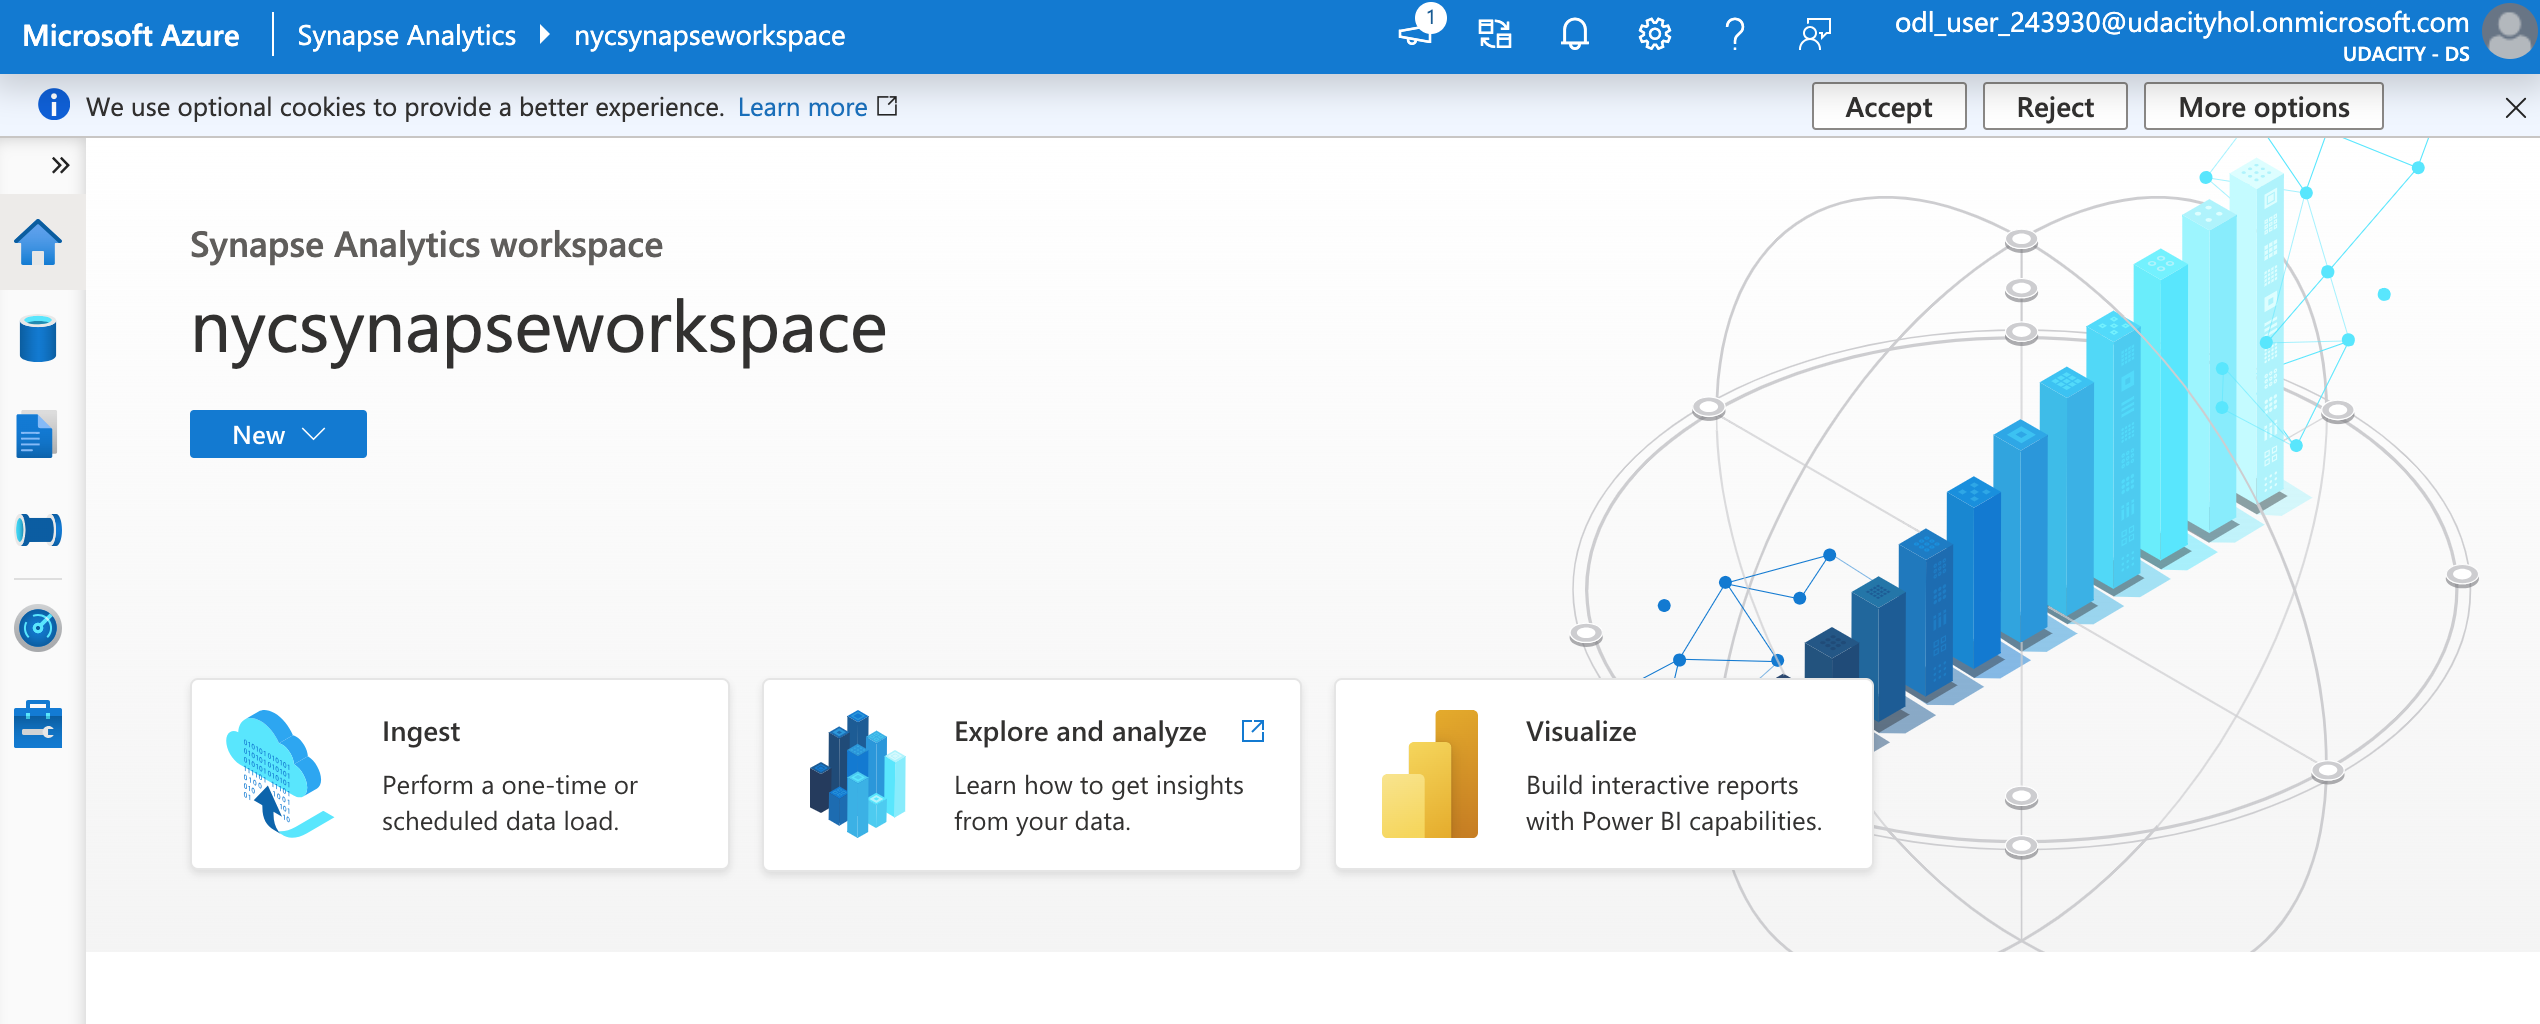 Microsoft Azure
Synapse Analytics
nycsynapseworkspace
1
odl_user_243930@udacityhol.onmicrosoft.com
UDACITY - DS
We use optional cookies to provide a better experience. Learn more
Accept
Reject
More options
Synapse Analytics workspace
nycsynapseworkspace
New
Ingest
Perform a one-time or
scheduled data load.
Explore and analyze
Learn how to get insights
from your data.
Visualize
Build interactive reports
with Power BI capabilities.